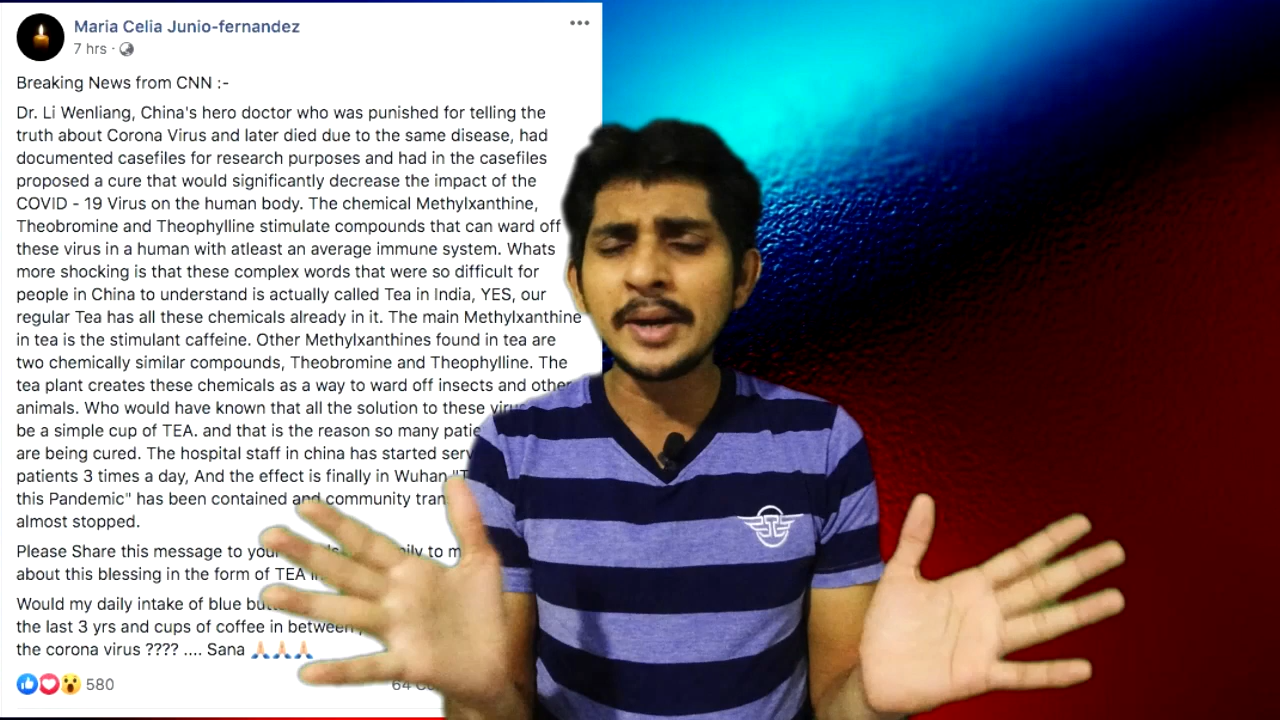 Maria Celia Junio-fernandez
7 hrs ·
Breaking News from CNN :-
Dr. Li Wenliang, China's hero doctor who was punished for telling the
truth about Corona Virus and later died due to the same disease, had
documented casefiles for research purposes and had in the casefiles
proposed a cure that would significantly decrease the impact of the
COVID - 19 Virus on the human body. The chemical Methylxanthine,
Theobromine and Theophylline stimulate compounds that can ward off
these virus in a human with atleast an average immune system. Whats
more shocking is that these complex words that were so difficult for
people in China to understand is actually called Tea in India, YES, our
regular Tea has all these chemicals already in it. The main Methylxanthine
in tea is the stimulant caffeine. Other Methylxanthines found in tea are
two chemically similar compounds, Theobromine and Theophylline. The
tea plant creates these chemicals as a way to ward off insects and other
animals. Who would have known that all the solution to these
be a simple cup of TEA. and that is the reason so many
are being cured. The hospital staff in china has started
patients 3 times a day, And the effect is finally in Wuhan
this Pandemic" has been contained and community
almost stopped.
Please Share this message to
about this blessing in the form of TEA
Would my daily intake of blue
the last 3 yrs and cups of coffee in between
the corona virus ???? .... Sana 🙏🏻🙏🏻🙏🏻
580
64